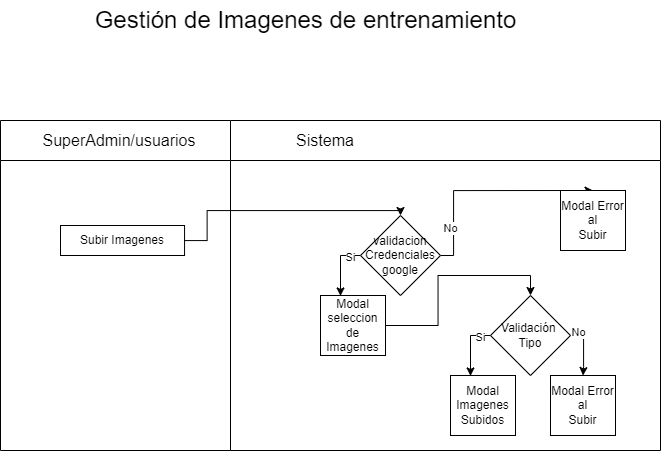 Gestión de Imagenes de entrenamiento
SuperAdmin/usuarios
Sistema
Subir Imagenes
Validacion
Credenciales
google
No
Modal Error
al
Subir
Si
Modal
seleccion
de
Imagenes
Validación
Tipo
Si
No
Modal
Imagenes
Subidos
Modal Error
al
Subir